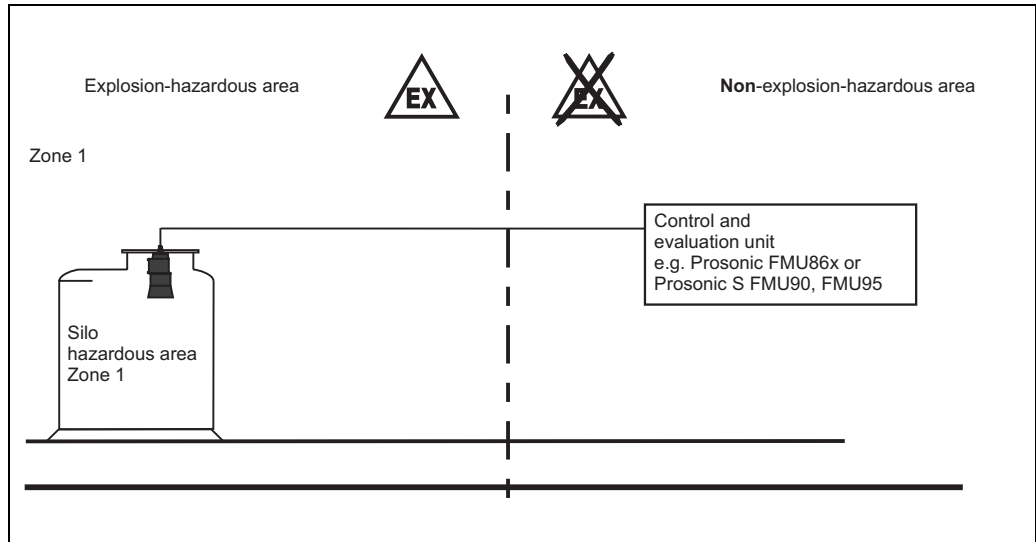 Explosion-hazardous area
EX
EX
Non-explosion-hazardous area
Zone 1
Control and
evaluation unit
e.g. Prosonic FMU86x or
Prosonic S FMU90, FMU95
Silo
hazardous area
Zone 1